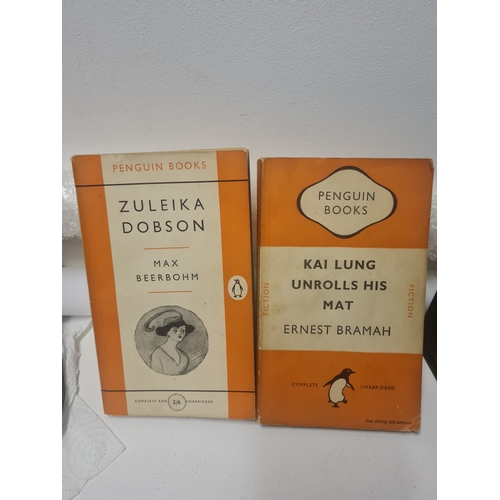 PENGUIN BOOKS
ZULEIKA
DOBSON
MAX
BEERBOHM
COMPLETE AND 2/6 UNABRIDGED
PENGUIN
BOOKS
FICTION
KAI LUNG
UNROLLS HIS
MAT
ERNEST BRAMAH
FICTION
COMPLETE UNABRIDGED